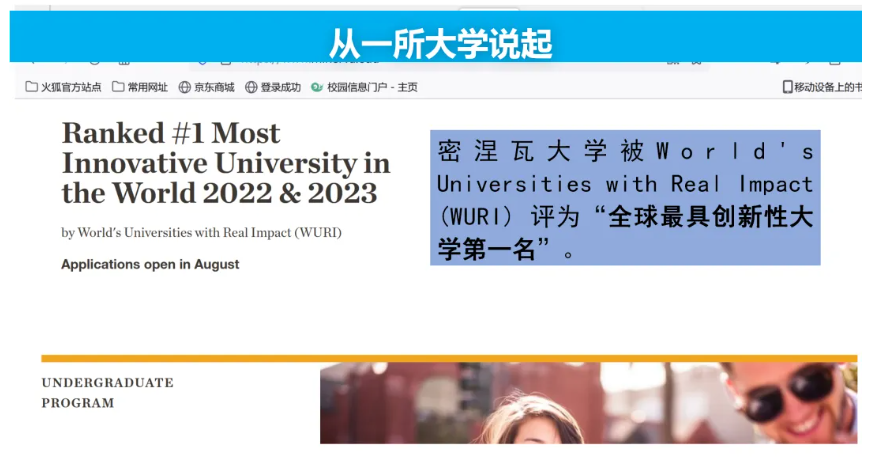 从一所大学说起
火狐官方站点 常用网址 京东商城 登录成功 校园信息门户 - 主页 移动设备上的书
Ranked #1 Most
Innovative University in
the World 2022 & 2023
by World's Universities with Real Impact (WURI)
Applications open in August
密涅瓦大学被World's
Universities with Real Impact
(WURI) 评为“全球最具创新性大
学第一名”。
UNDERGRADUATE
PROGRAM